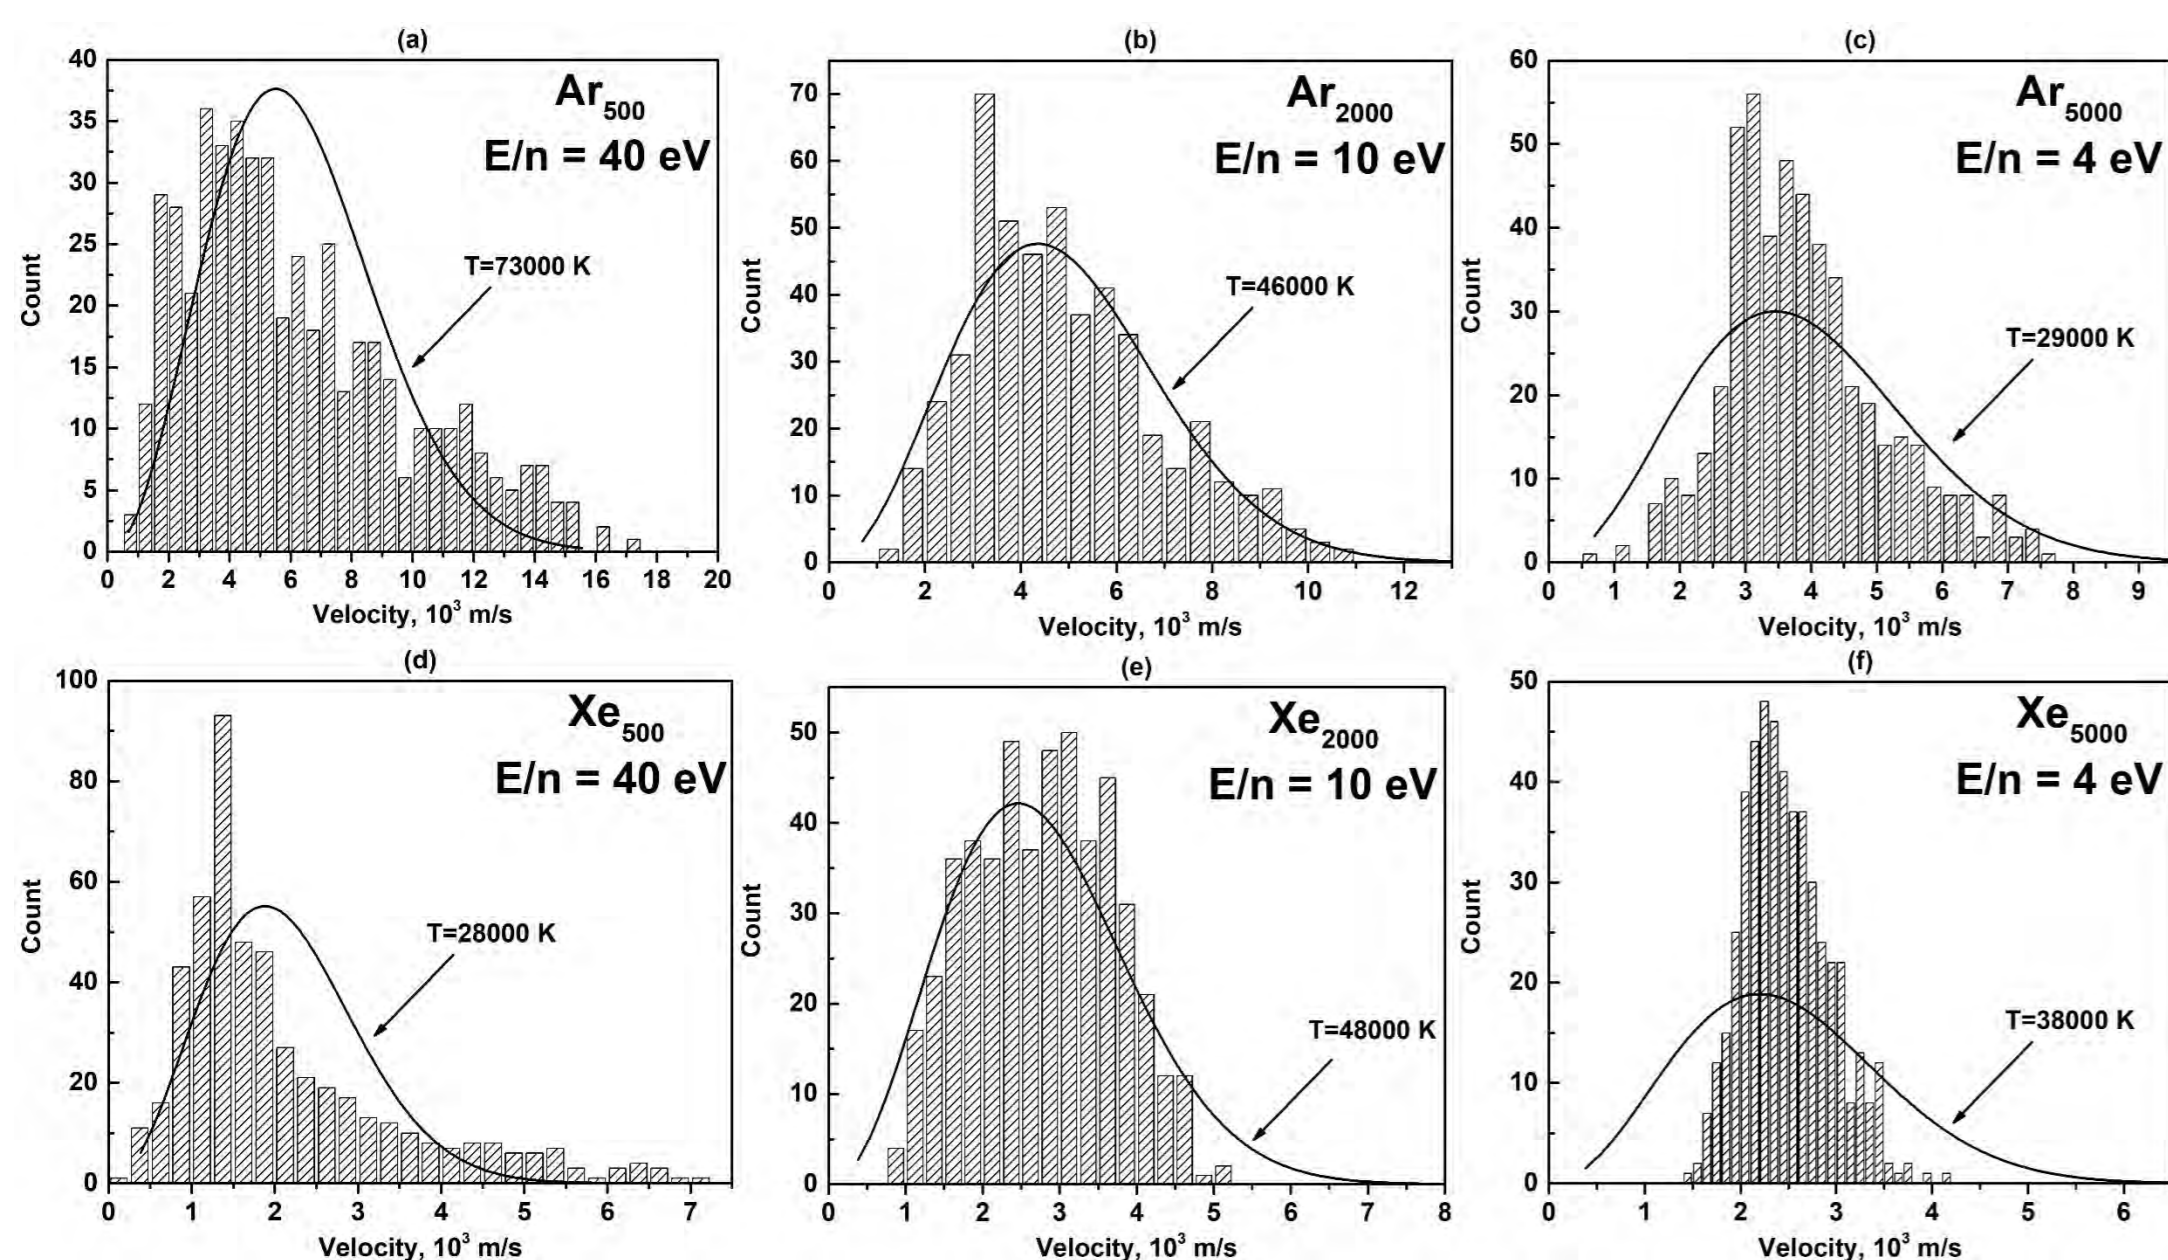 (a)
Ar500
E/n = 40 eV
T=73000 K
Count
40
35
30
25
20
15
10
5
0
0 2 4 6 8 10 12 14 16 18 20
Velocity, 10³ m/s
(b)
Ar2000
E/n = 10 eV
T=46000 K
Count
70
60
50
40
30
20
10
0
0 2 4 6 8 10 12
Velocity, 10³ m/s
(c)
Ar5000
E/n = 4 eV
T=29000 K
Count
60
50
40
30
20
10
0
0 1 2 3 4 5 6 7 8 9
Velocity, 10³ m/s
(d)
Xe500
E/n = 40 eV
T=28000 K
Count
100
80
60
40
20
0
0 1 2 3 4 5 6 7
Velocity, 10³ m/s
(e)
Xe2000
E/n = 10 eV
T=48000 K
Count
50
40
30
20
10
0
0 1 2 3 4 5 6 7 8
Velocity, 10³ m/s
(f)
Xe5000
E/n = 4 eV
T=38000 K
Count
50
40
30
20
10
0
0 1 2 3 4 5 6
Velocity, 10³ m/s